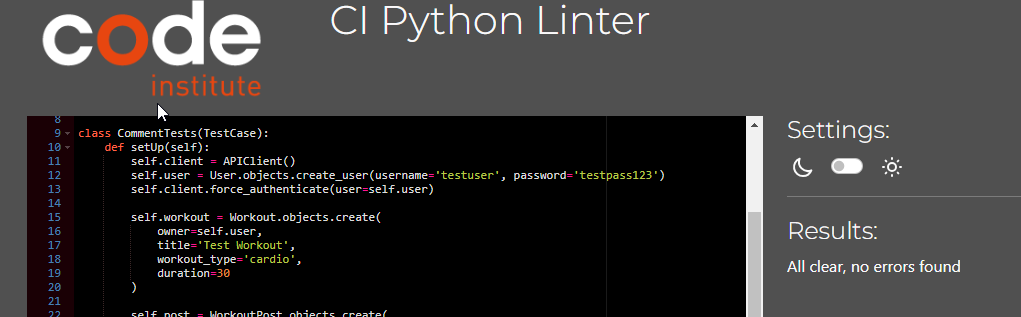 code
institute
CI Python Linter
8
9 class CommentTests(TestCase):
10 def setUp(self):
11 self.client = APIClient()
12 self.user = User.objects.create_user(username='testuser', password='testpass123')
13 self.client.force_authenticate(user=self.user)
14
15 self.workout = Workout.objects.create(
16 owner=self.user,
17 title='Test Workout',
18 workout_type='cardio',
19 duration=30
20 )
21
22 self.post = WorkoutPost.objects.create(
Settings:
Results:
All clear, no errors found